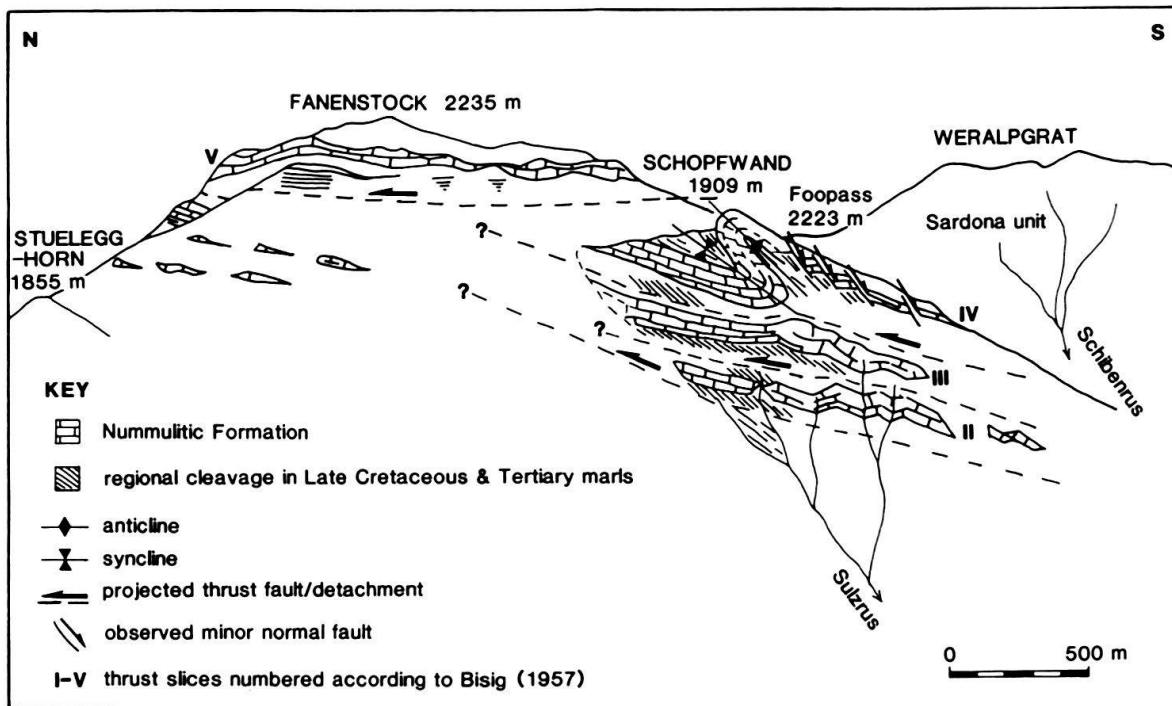 N
S
FANENSTOCK 2235 m
WERALPGRAT
V
SCHOPFWAND
1909 m
Foopass
2223 m
Sardona unit
STUELEGG
-HORN
1855 m
?
?
?
IV
III
II
Schibenrus
Sulzrus
KEY
Nummulitic Formation
regional cleavage in Late Cretaceous & Tertiary marls
anticline
syncline
projected thrust fault/detachment
observed minor normal fault
I-V thrust slices numbered according to Bisig (1957)
0 500 m